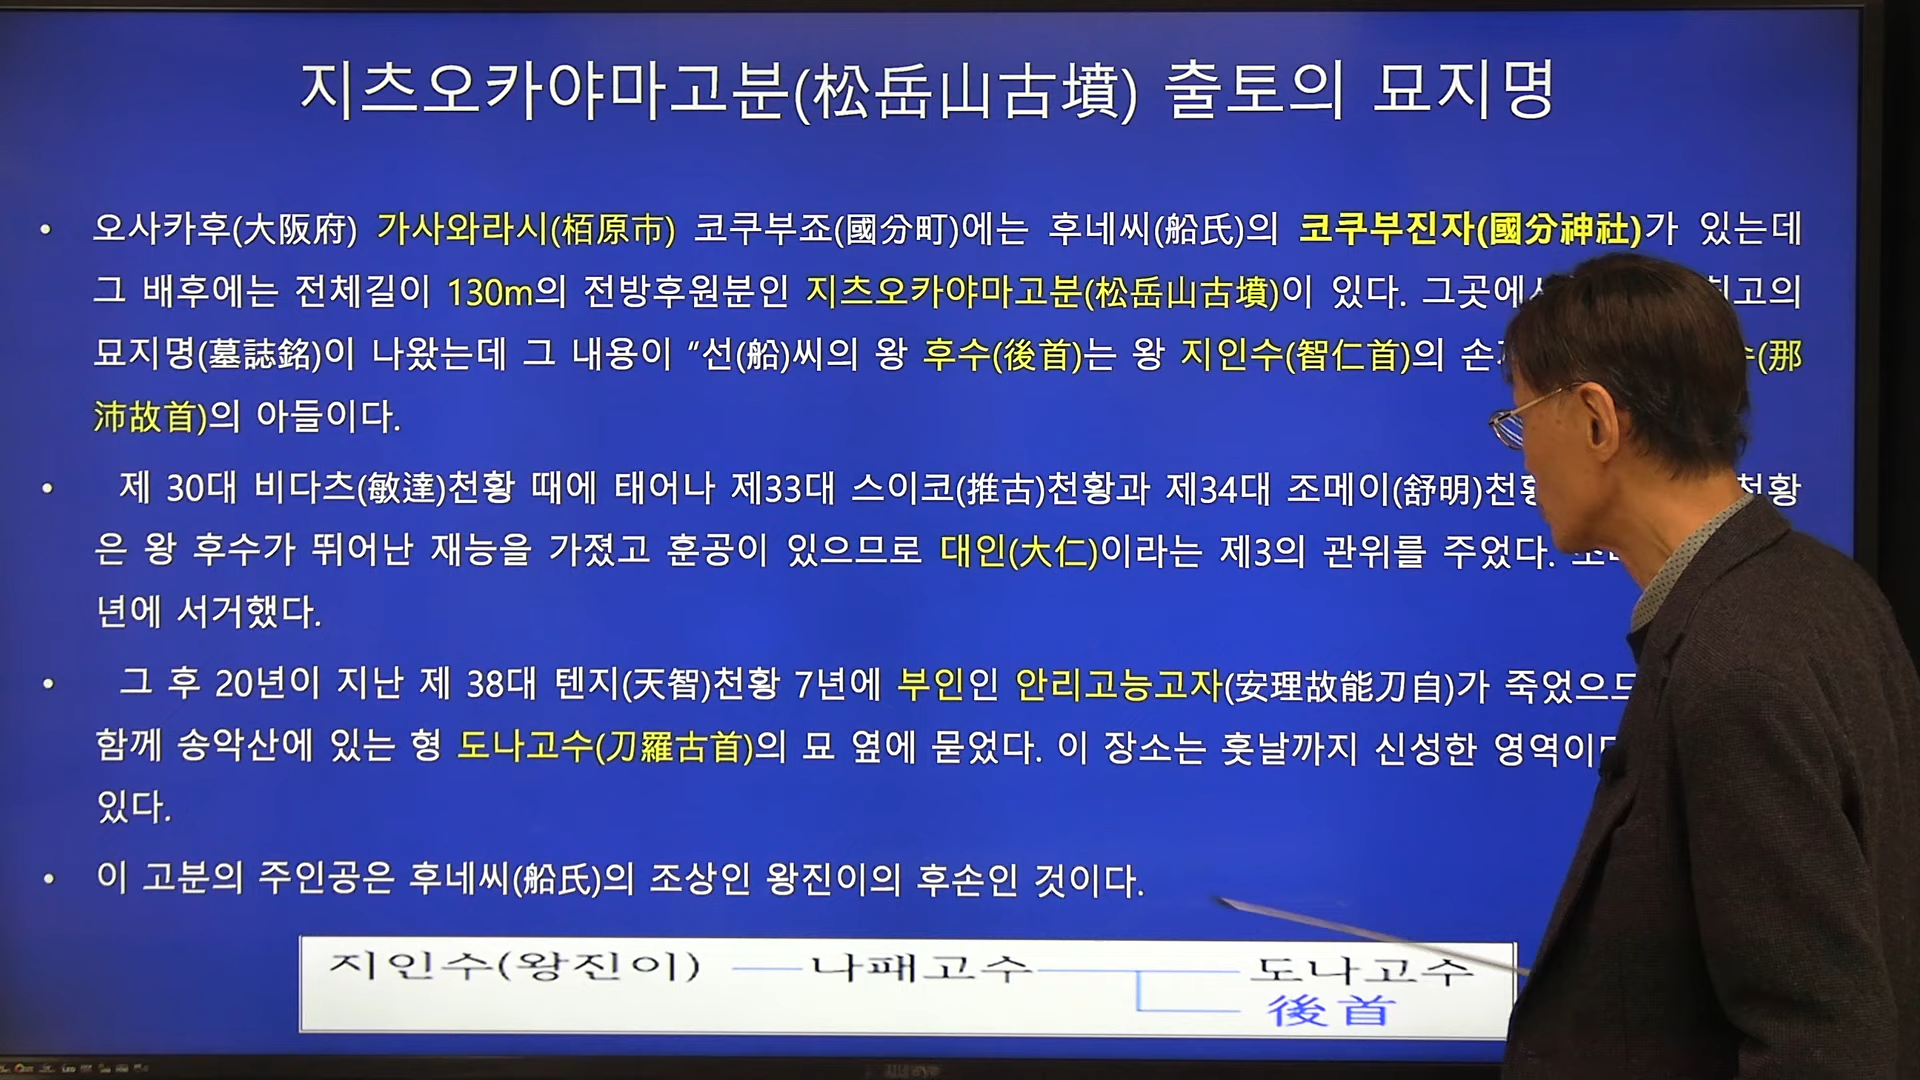 지츠오카야마고분(松岳山古墳) 출토의 묘지명
• 오사카후(大阪府) 가사와라시(栢原市) 코쿠부죠(國分町)에는 후네씨(船氏)의 코쿠부진자(國分神社)가 있는데
그 배후에는 전체길이 130m의 전방후원분인 지츠오카야마고분(松岳山古墳)이 있다. 그곳에서
묘지명(墓誌銘)이 나왔는데 그 내용이 “선(船)씨의 왕 후수(後首)는 왕 지인수(智仁首)의 (那
沛故首)의 아들이다.
• 제 30대 비다츠(敏達)천황 때에 태어나 제33대 스이코(推古)천황과 제34대 조메이(舒明)천황 천황
은 왕 후수가 뛰어난 재능을 가졌고 훈공이 있으므로 대인(大仁)이라는 제3의 관위를 주었다.
년에 서거했다.
• 그 후 20년이 지난 제 38대 텐지(天智)천황 7년에 부인인 안리고능고자(安理故能刀自)가
함께 송악산에 있는 형 도나고수(刀羅古首)의 묘 옆에 묻었다. 이 장소는 훗날까지 신성한
있다.
• 이 고분의 주인공은 후네씨(船氏)의 조상인 왕진이의 후손인 것이다.
지인수(왕진이) 나패고수 도나고수
後首